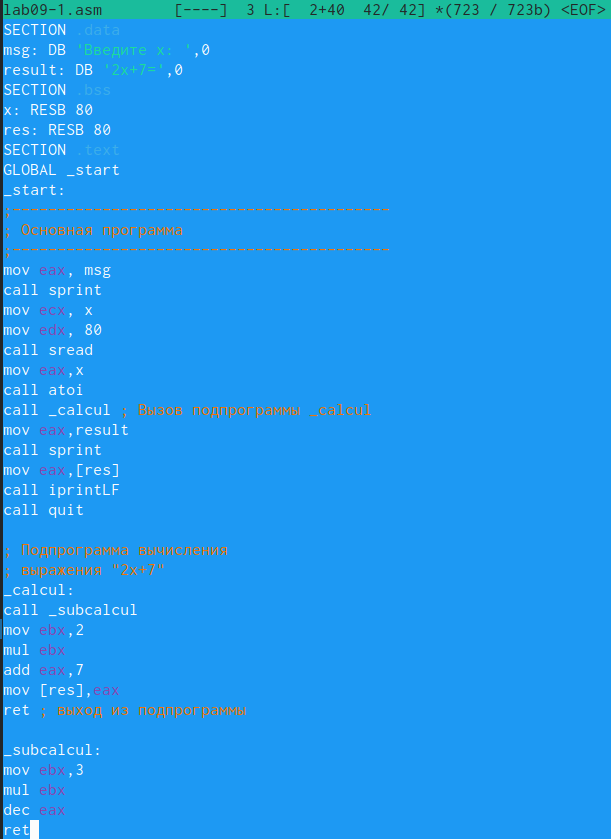 lab09-1.asm [----] 3 L:[ 2+40 42/ 42] *(723 / 723b) <EOF>
SECTION .data
msg: DB 'Введите x: ',0
result: DB '2x+7=',0
SECTION .bss
x: RESB 80
res: RESB 80
SECTION .text
GLOBAL _start
_start:
;------------------------------------------
; Основная программа
;------------------------------------------
mov eax, msg
call sprint
mov ecx, x
mov edx, 80
call sread
mov eax,x
call atoi
call _calcul ; Вызов подпрограммы _calcul
mov eax,result
call sprint
mov eax,[res]
call iprintLF
call quit
; Подпрограмма вычисления
; выражения "2x+7"
_calcul:
call _subcalcul
mov ebx,2
mul ebx
add eax,7
mov [res],eax
ret ; выход из подпрограммы
_subcalcul:
mov ebx,3
mul ebx
dec eax
ret